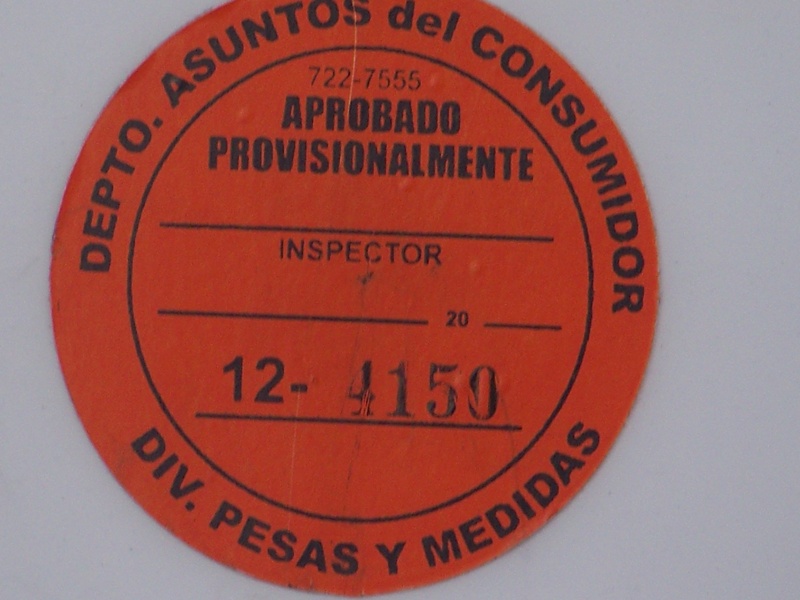 DEPTO. ASUNTOS del CONSUMIDOR
722-7555
APROBADO
PROVISIONALMENTE
INSPECTOR
20
12- 4150
DIV. PESAS Y MEDIDAS